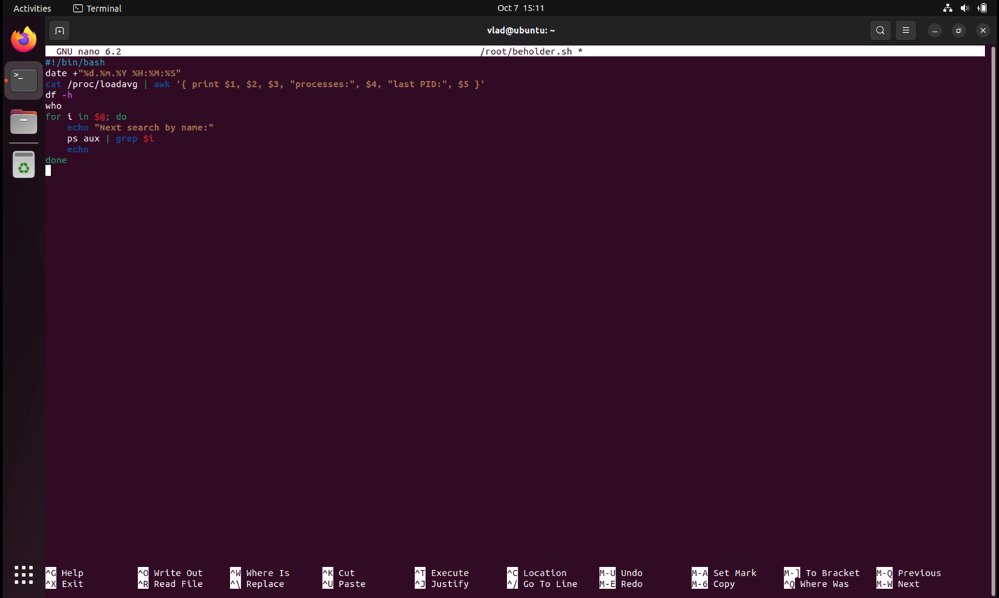 Activities Terminal Oct 7 15:11
vlad@ubuntu: ~
GNU nano 6.2 /root/beholder.sh *
#!/bin/bash
date +"%d.%m.%Y %H:%M:%S"
cat /proc/loadavg | awk '{ print $1, $2, $3, "processes:", $4, "last PID:", $5 }'
df -h
who
for i in $@; do
    echo "Next search by name:"
    ps aux | grep $i
    echo
done
^G Help ^O Write Out ^W Where Is ^K Cut ^T Execute ^C Location M-U Undo M-A Set Mark M-] To Bracket M-Q Previous
^X Exit ^R Read File ^\ Replace ^U Paste ^J Justify ^/ Go To Line M-E Redo M-6 Copy ^Q Where Was M-W Next